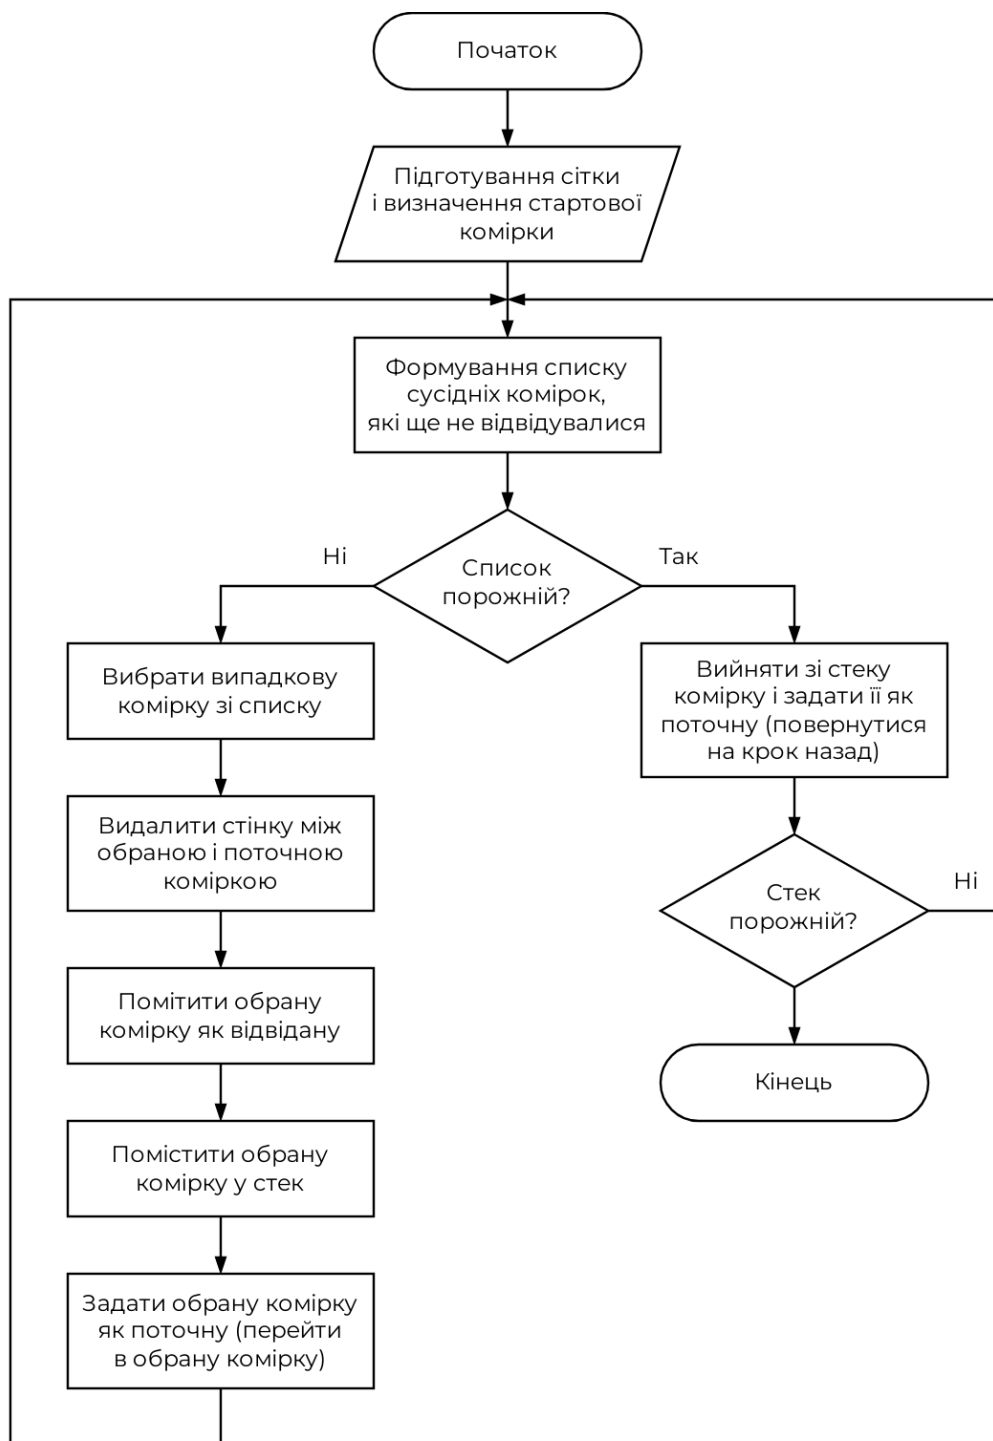 Початок
Підготування сітки
і визначення стартової
комірки
Формування списку
сусідніх комірок,
які ще не відвідувалися
Список
порожній?
Ні
Так
Вибрати випадкову
комірку зі списку
Видалити стінку між
обраною і поточною
коміркою
Помітити обрану
комірку як відвідану
Помістити обрану
комірку у стек
Задати обрану комірку
як поточну (перейти
в обрану комірку)
Вийняти зі стеку
комірку і задати її як
поточну (повернутися
на крок назад)
Стек
порожній?
Ні
Кінець